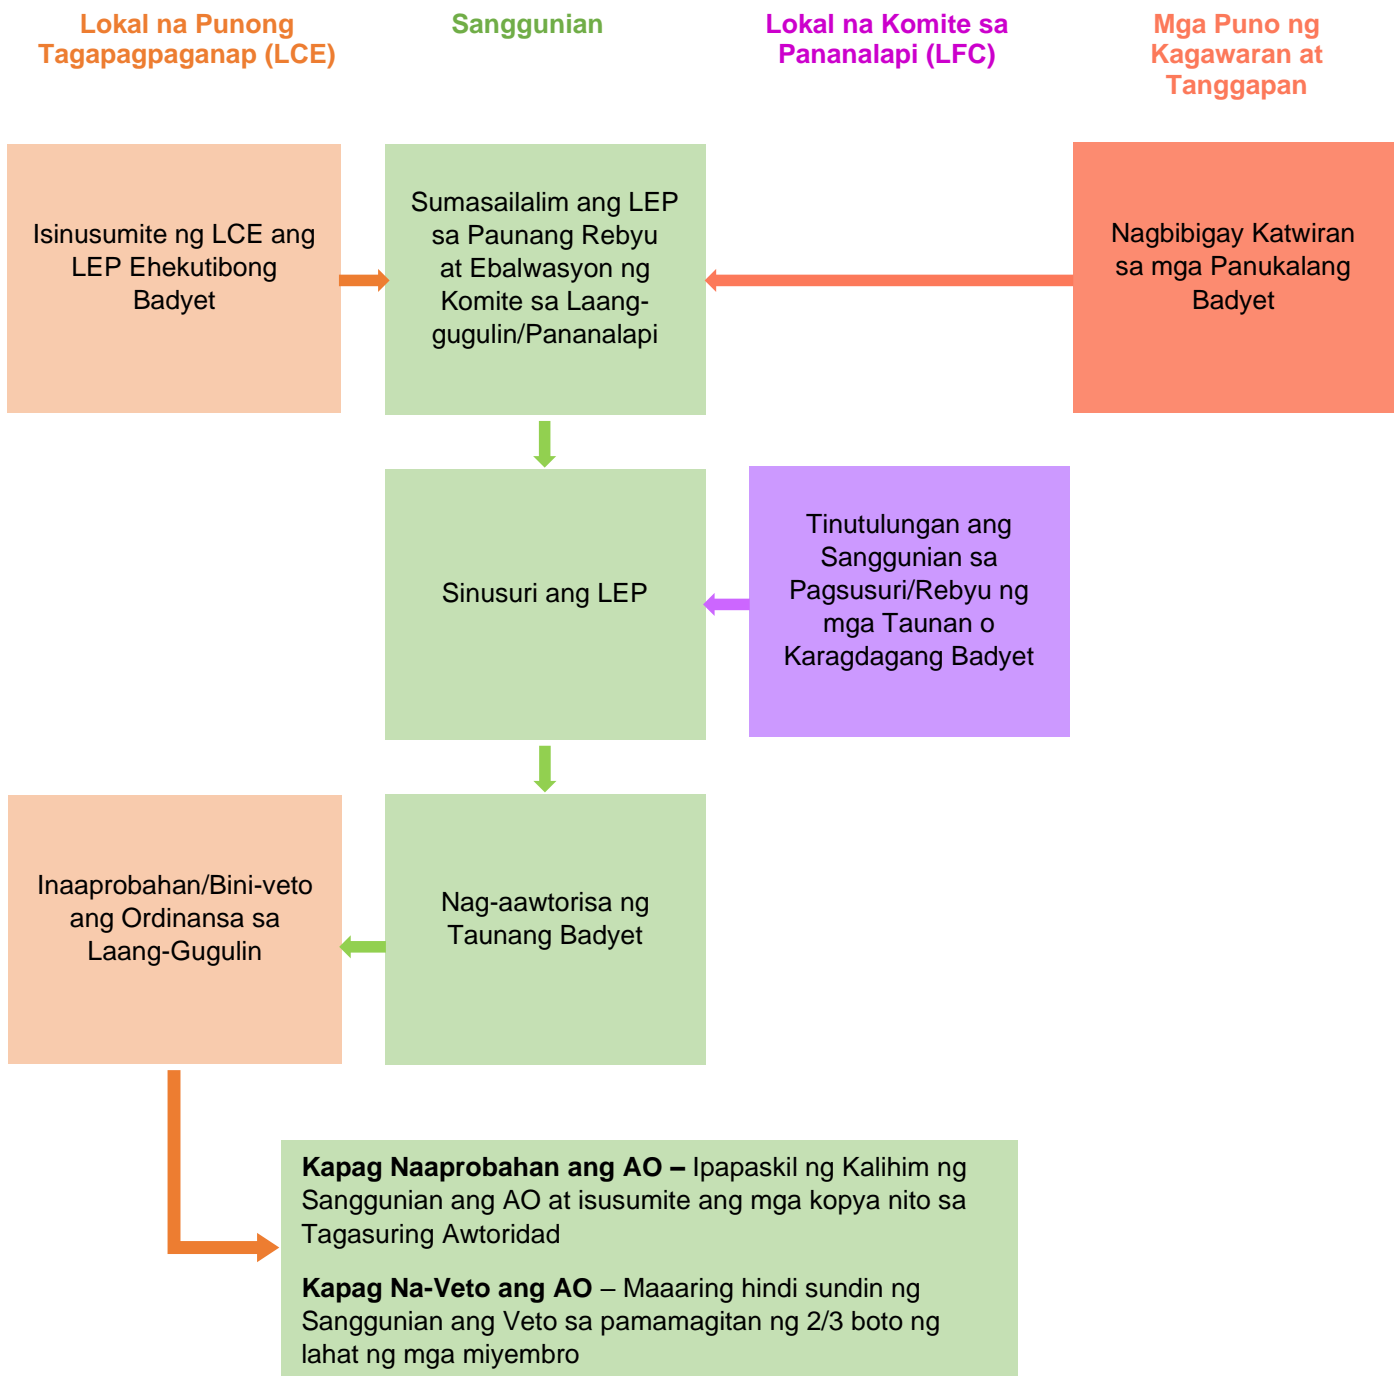 Lokal na Punong
Tagapagpaganap (LCE)
Sanggunian
Lokal na Komite sa
Pananalapi (LFC)
Mga Puno ng
Kagawaran at
Tanggapan
Isinusumite ng LCE ang
LEP Ehekutibong
Badyet
Sumasailalim ang LEP
sa Paunang Rebyu
at Ebalwasyon ng
Komite sa Laang-
gugulin/Pananalapi
Nagbibigay Katwiran
sa mga Panukalang
Badyet
Sinusuri ang LEP
Tinutulungan ang
Sanggunian sa
Pagsusuri/Rebyu ng
mga Taunan o
Karagdagang Badyet
Inaaprobahan/Bini-veto
ang Ordinansa sa
Laang-Gugulin
Nag-aawtorisa ng
Taunang Badyet
Kapag Naaprobahan ang AO – Ipapaskil ng Kalihim ng
Sanggunian ang AO at isusumite ang mga kopya nito sa
Tagasuring Awtoridad
Kapag Na-Veto ang AO – Maaaring hindi sundin ng
Sanggunian ang Veto sa pamamagitan ng 2/3 boto ng
lahat ng mga miyembro